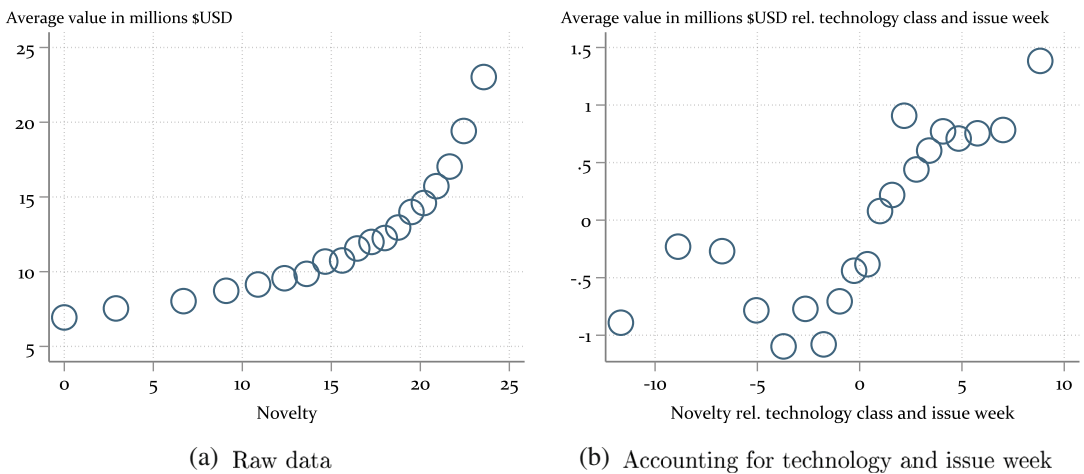 Average value in millions $USD
25
20
15
10
5
0 5 10 15 20 25
Novelty
(a) Raw data
Average value in millions $USD rel. technology class and issue week
1.5
1
.5
0
-.5
-1
-10 -5 0 5 10
Novelty rel. technology class and issue week
(b) Accounting for technology and issue week